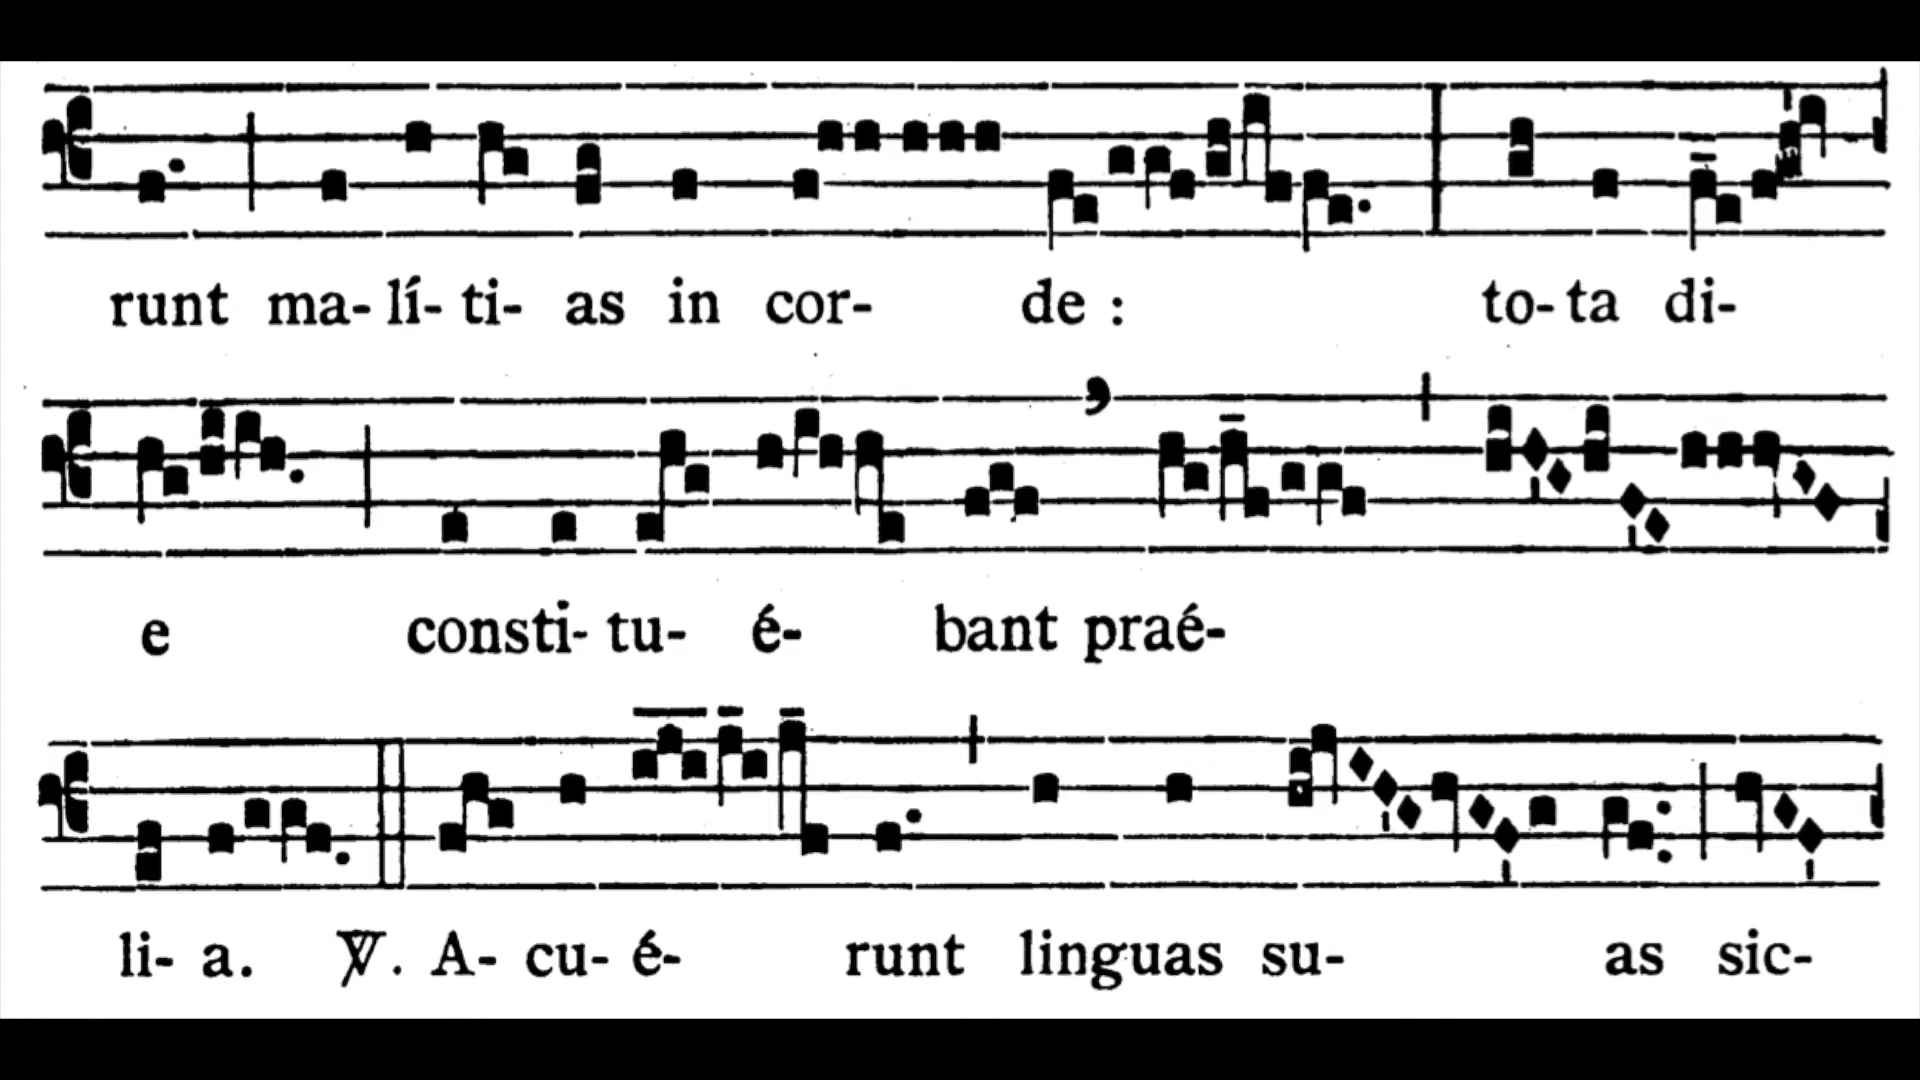 runt ma- lí- ti- as in cor- de : to- ta di-
e consti- tu- é- bant praé-
li- a. ℣. A- cu- é- runt linguas su- as sic-